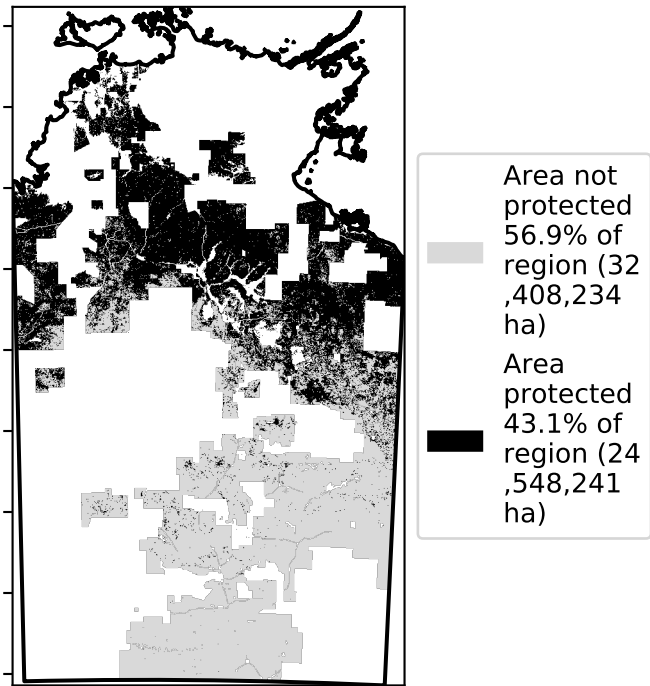 Area not
protected
56.9% of
region (32
,408,234
ha)
Area
protected
43.1% of
region (24
,548,241
ha)